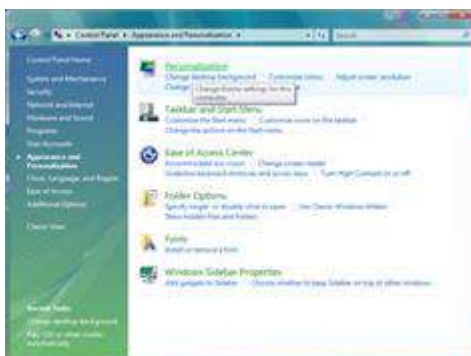 Control Panel ▸ Appearance and Personalization ▸
Search
Control Panel Home
System and Maintenance
Security
Network and Internet
Hardware and Sound
Programs
User Accounts
Appearance and
Personalization
Clock, Language, and Region
Ease of Access
Additional Options
Classic View
Recent Tasks
Change desktop background
Play CDs or other media
automatically
Personalization
Change desktop background
Customize colors
Adjust screen resolution
Change
Change theme settings for this
computer.
Taskbar and Start Menu
Customize the Start menu
Customize icons on the taskbar
Change the picture on the Start menu
Ease of Access Center
Accommodate low vision
Change screen reader
Underline keyboard shortcuts and access keys
Turn High Contrast on or off
Folder Options
Specify single- or double-click to open
Use Classic Windows folders
Show hidden files and folders
Fonts
Install or remove a font
Windows Sidebar Properties
Add gadgets to Sidebar
Choose whether to keep Sidebar on top of other windows